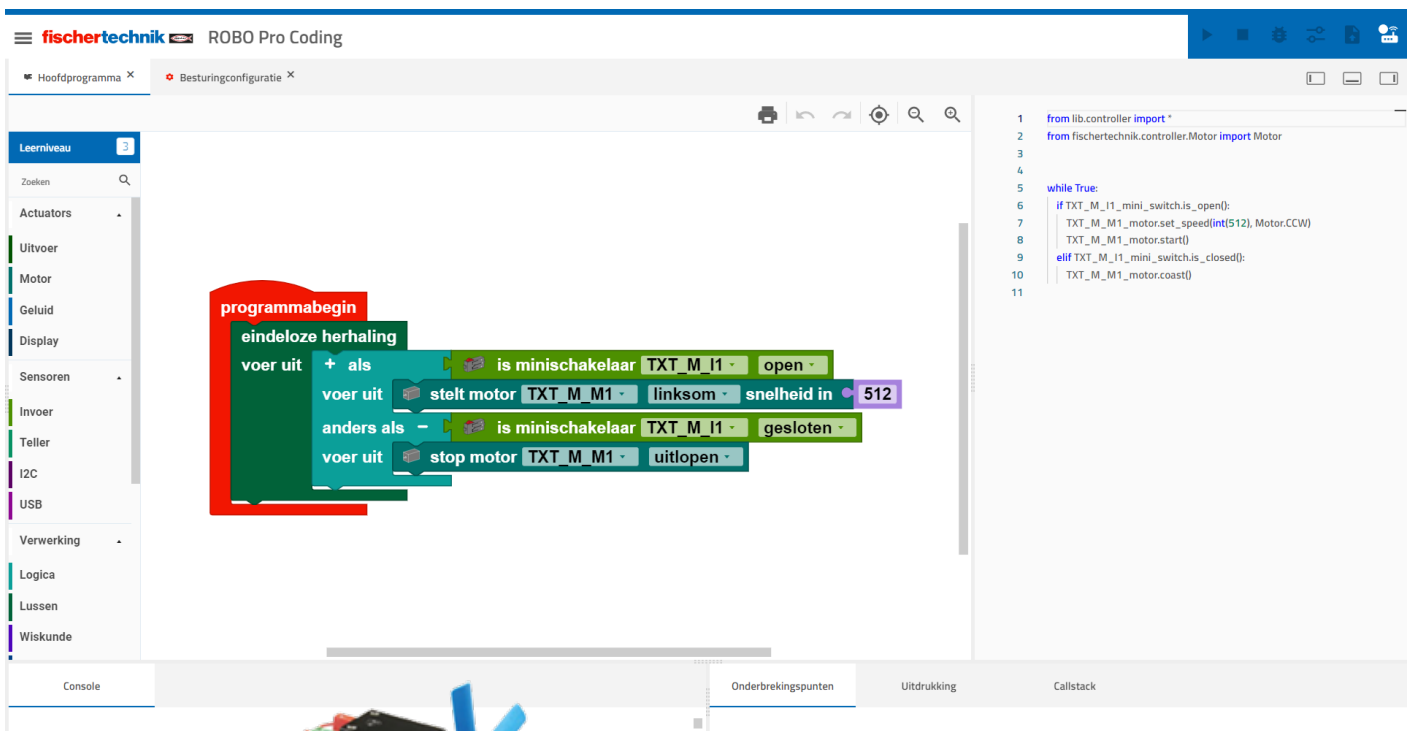 fischertechnik ROBO Pro Coding
Hoofdprogramma × Besturingconfiguratie ×
Leerniveau 3
Zoeken
Actuators
Uitvoer
Motor
Geluid
Display
Sensoren
Invoer
Teller
I2C
USB
Verwerking
Logica
Lussen
Wiskunde
programmabegin
eindeloze herhaling
voer uit + als is minischakelaar TXT_M_I1 open
voer uit stelt motor TXT_M_M1 linksom snelheid in 512
anders als − is minischakelaar TXT_M_I1 gesloten
voer uit stop motor TXT_M_M1 uitlopen
1 from lib.controller import *
2 from fischertechnik.controller.Motor import Motor
3
4
5 while True:
6 if TXT_M_I1_mini_switch.is_open():
7 TXT_M_M1_motor.set_speed(int(512), Motor.CCW)
8 TXT_M_M1_motor.start()
9 elif TXT_M_I1_mini_switch.is_closed():
10 TXT_M_M1_motor.coast()
11
Console
Onderbrekingspunten Uitdrukking Callstack